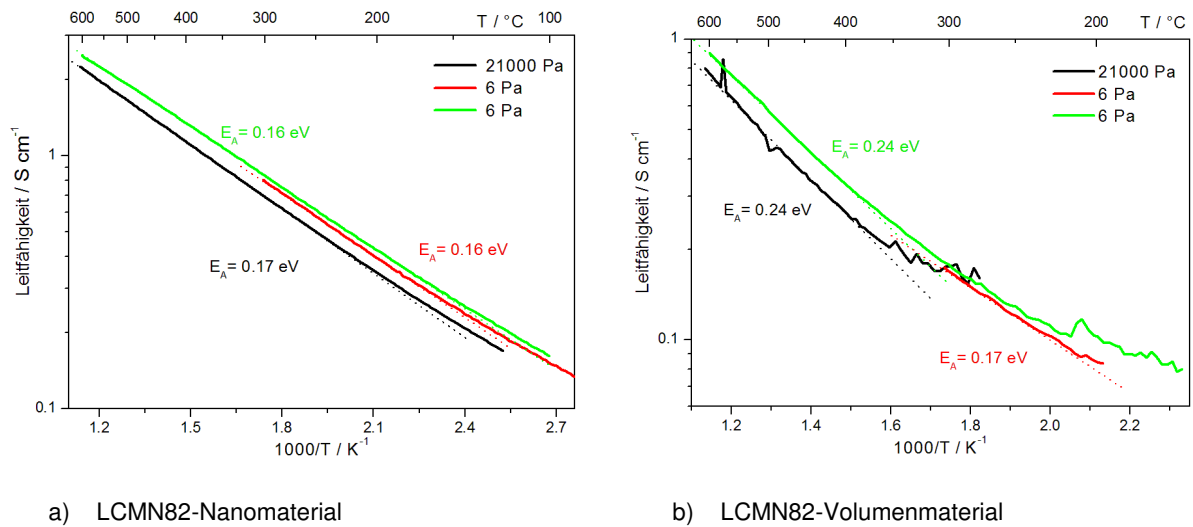 a)
600 500 400 300 200 100 T / °C
21000 Pa
6 Pa
6 Pa
E_A= 0.16 eV
E_A= 0.16 eV
E_A= 0.17 eV
Leitfähigkeit / S cm⁻¹
1
0.1
1.2 1.5 1.8 2.1 2.4 2.7
1000/T / K⁻¹
a) LCMN82-Nanomaterial
b)
600 500 400 300 200 T / °C
21000 Pa
6 Pa
6 Pa
E_A= 0.24 eV
E_A= 0.24 eV
E_A= 0.17 eV
Leitfähigkeit / S cm⁻¹
1
0.1
1.2 1.4 1.6 1.8 2.0 2.2
1000/T / K⁻¹
b) LCMN82-Volumenmaterial